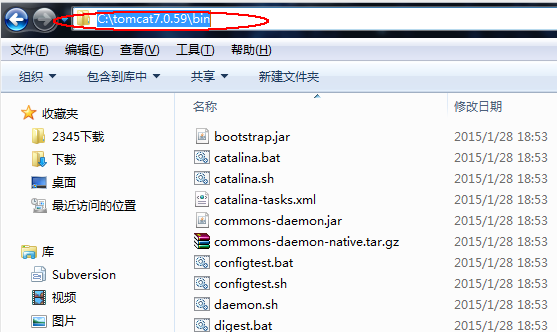 C:\tomcat7.0.59\bin
文件(F) 编辑(E) 查看(V) 工具(T) 帮助(H)
组织 包含到库中 共享 新建文件夹
名称 修改日期
收藏夹
2345下载
下载
桌面
最近访问的位置
库
Subversion
视频
图片
bootstrap.jar 2015/1/28 18:53
catalina.bat 2015/1/28 18:53
catalina.sh 2015/1/28 18:53
catalina-tasks.xml 2015/1/28 18:53
commons-daemon.jar 2015/1/28 18:53
commons-daemon-native.tar.gz 2015/1/28 18:53
configtest.bat 2015/1/28 18:53
configtest.sh 2015/1/28 18:53
daemon.sh 2015/1/28 18:53
digest.bat 2015/1/28 18:53